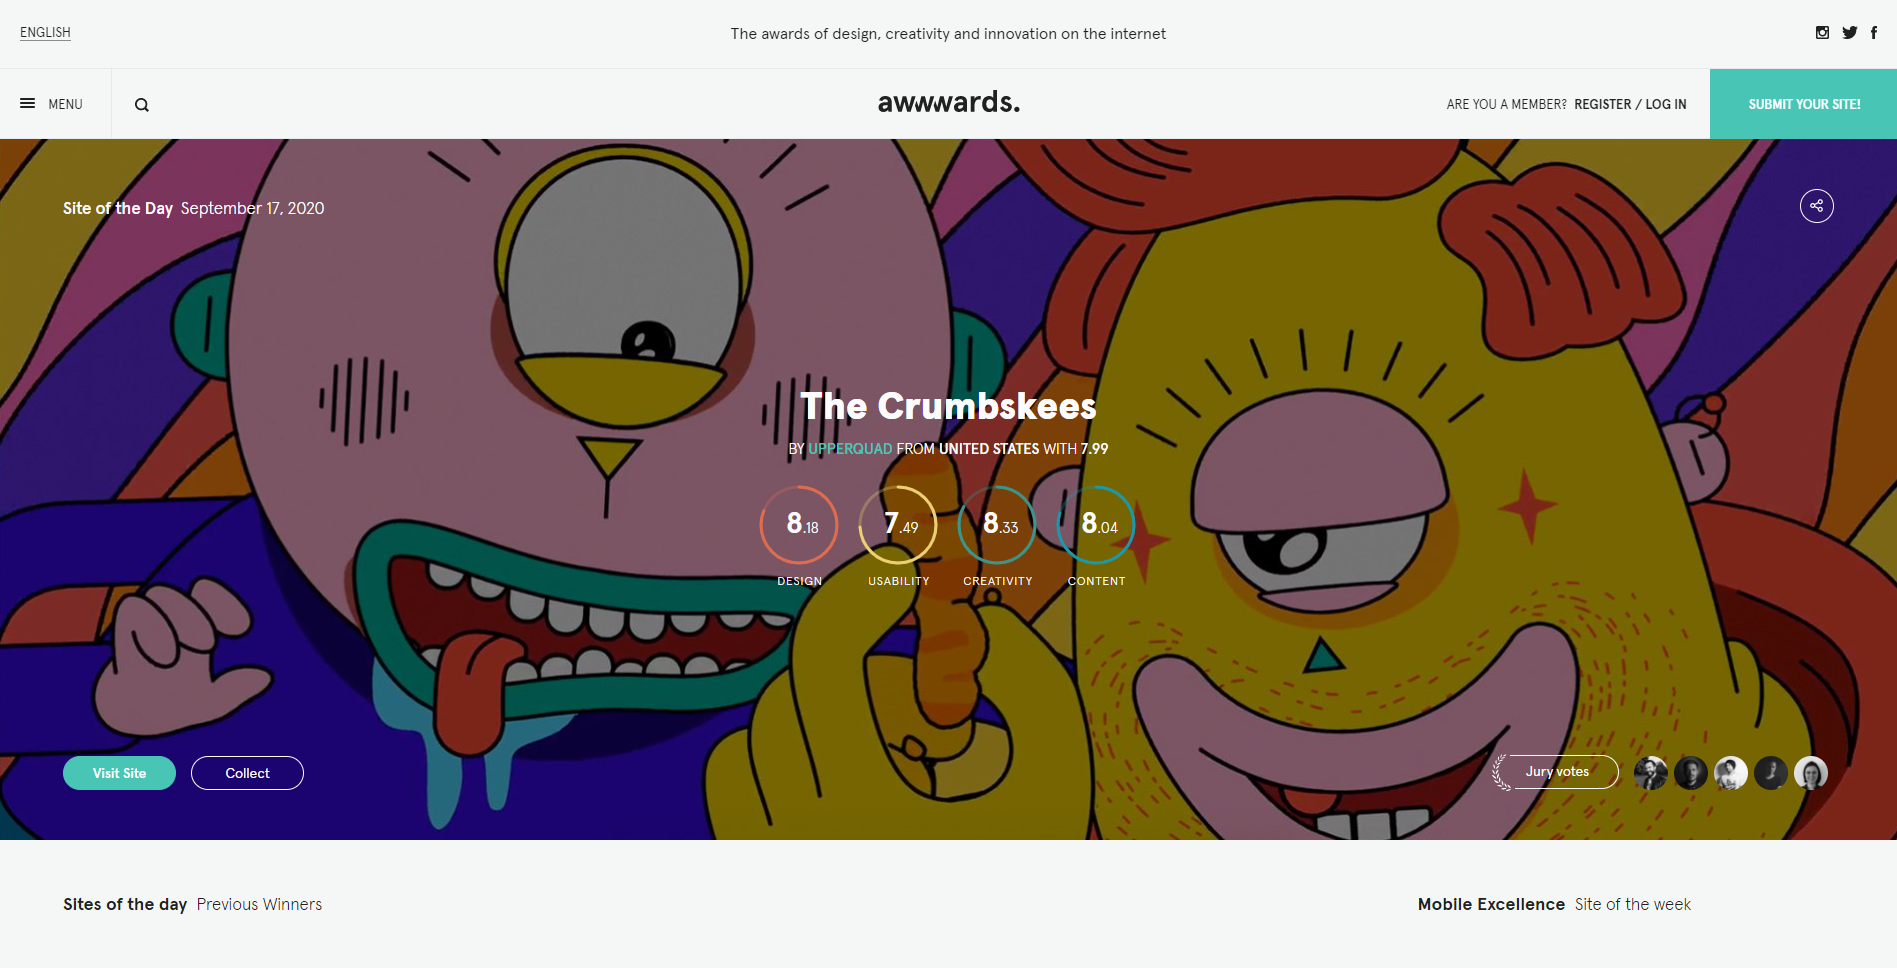 ENGLISH
The awards of design, creativity and innovation on the internet
MENU
awwwards.
ARE YOU A MEMBER? REGISTER / LOG IN
SUBMIT YOUR SITE!
Site of the Day September 17, 2020
The Crumbskees
BY UPPERQUAD FROM UNITED STATES WITH 7.99
8.18 7.49 8.33 8.04
DESIGN USABILITY CREATIVITY CONTENT
Visit Site
Collect
Jury votes
Sites of the day Previous Winners
Mobile Excellence Site of the week